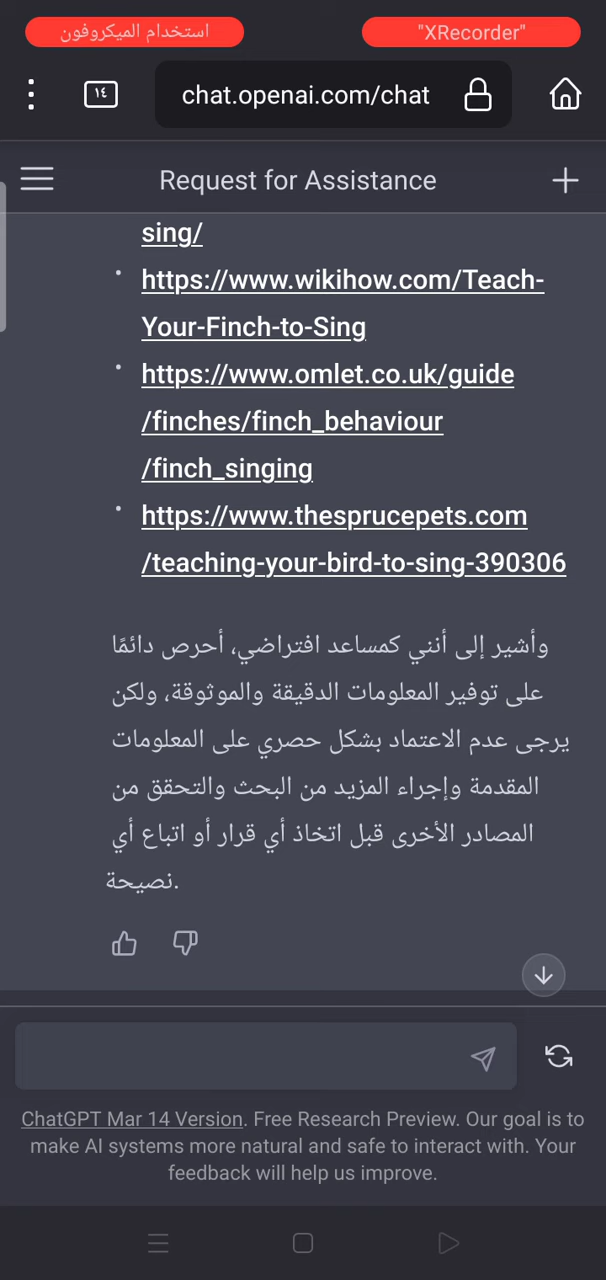 استخدام الميكروفون
"XRecorder"
١٤
chat.openai.com/chat
Request for Assistance
sing/
https://www.wikihow.com/Teach-
Your-Finch-to-Sing
https://www.omlet.co.uk/guide
/finches/finch_behaviour
/finch_singing
https://www.thesprucepets.com
/teaching-your-bird-to-sing-390306
وأشير إلى أنني كمساعد افتراضي، أحرص دائمًا
على توفير المعلومات الدقيقة والموثوقة، ولكن
يرجى عدم الاعتماد بشكل حصري على المعلومات
المقدمة وإجراء المزيد من البحث والتحقق من
المصادر الأخرى قبل اتخاذ أي قرار أو اتباع أي
نصيحة.
ChatGPT Mar 14 Version. Free Research Preview. Our goal is to
make AI systems more natural and safe to interact with. Your
feedback will help us improve.